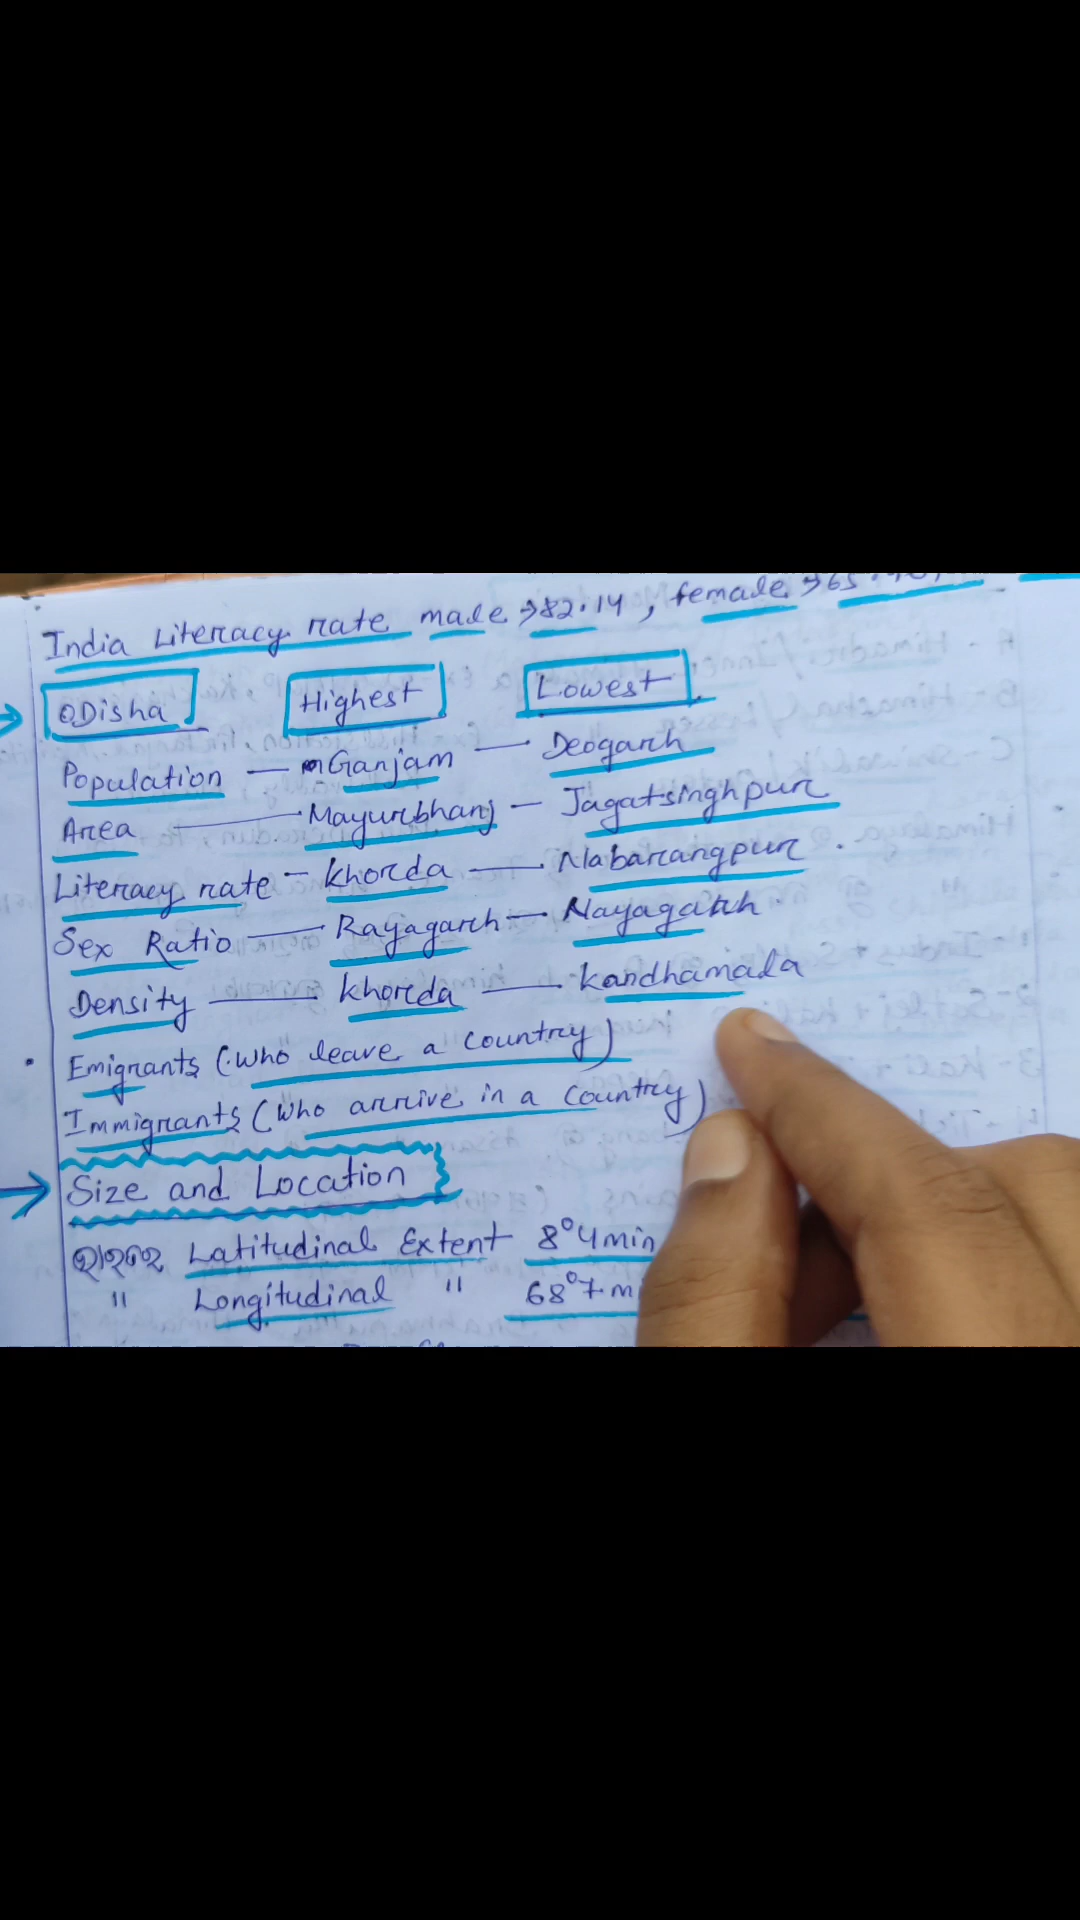 India Literacy rate male → 82.14, female → 65.
ODisha Highest Lowest
Population — Ganjam — Deogarh
Area — Mayurbhanj — Jagatsinghpur
Literacy rate — Khorda — Nabarangpur.
Sex Ratio — Rayagarh — Nayagarh
Density — Khorda — Kandhamala
Emigrants (who leave a country)
Immigrants (who arrive in a country)
Size and Location
Latitudinal Extent 8°4min
" Longitudinal " 68°7m